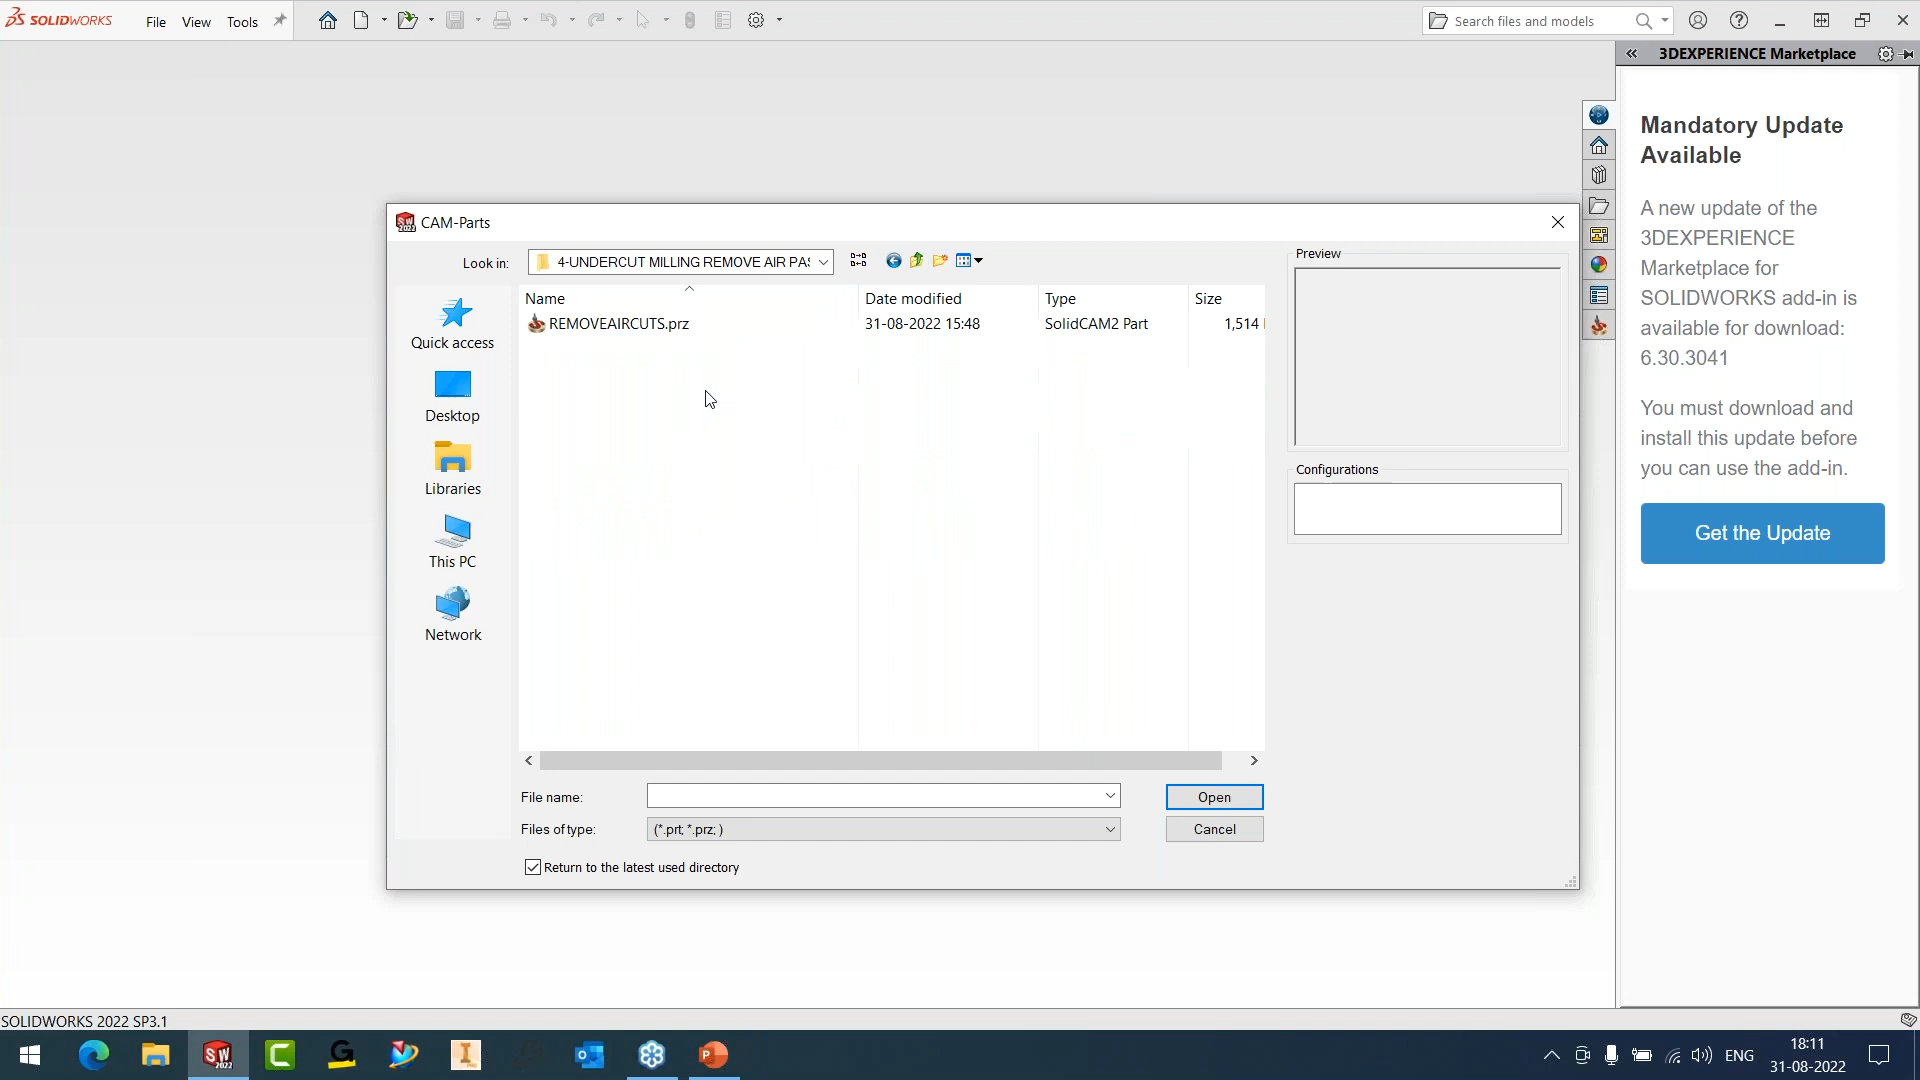 SOLIDWORKS
File View Tools
Search files and models
3DEXPERIENCE Marketplace
Mandatory Update
Available
A new update of the
3DEXPERIENCE
Marketplace for
SOLIDWORKS add-in is
available for download:
6.30.3041
You must download and
install this update before
you can use the add-in.
Get the Update
CAM-Parts
Look in: 4-UNDERCUT MILLING REMOVE AIR PAS
Preview
Name Date modified Type Size
REMOVEAIRCUTS.prz 31-08-2022 15:48 SolidCAM2 Part 1,514
Quick access
Desktop
Libraries
This PC
Network
Configurations
File name:
Open
Files of type: (*.prt; *.prz; )
Cancel
Return to the latest used directory
SOLIDWORKS 2022 SP3.1
ENG
18:11
31-08-2022